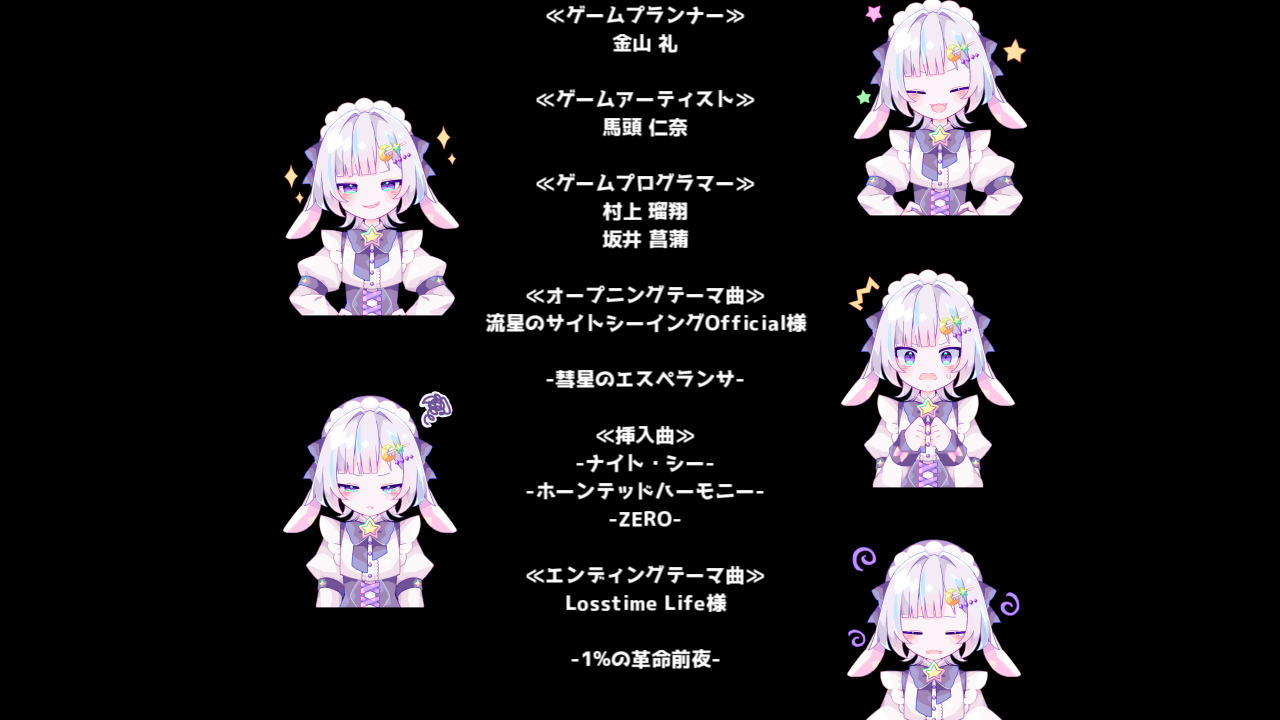 ≪ゲームプランナー≫
金山 礼
≪ゲームアーティスト≫
馬頭 仁奈
≪ゲームプログラマー≫
村上 瑠翔
坂井 菖蒲
≪オープニングテーマ曲≫
流星のサイトシーイングOfficial様
-彗星のエスペランサ-
≪挿入曲≫
-ナイト・シー-
-ホーンテッドハーモニー-
-ZERO-
≪エンディングテーマ曲≫
Losstime Life様
-1%の革命前夜-